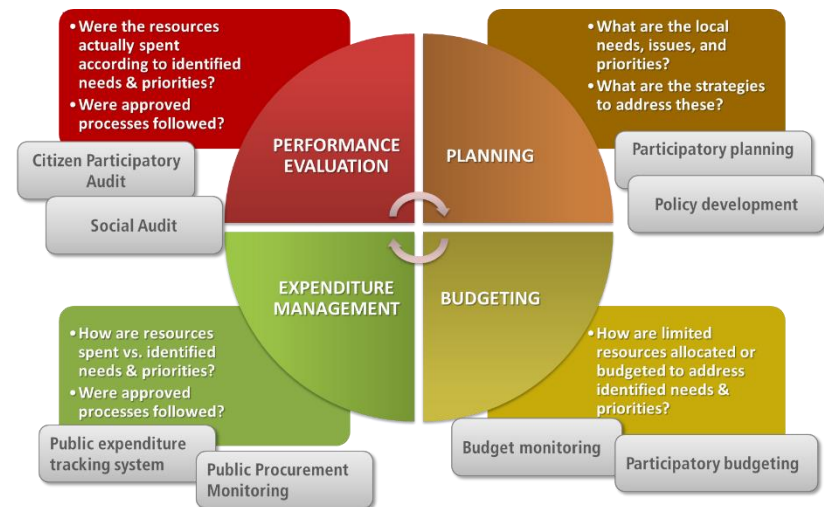 • Were the resources
actually spent
according to identified
needs & priorities?
• Were approved
processes followed?
Citizen Participatory
Audit
Social Audit
PERFORMANCE
EVALUATION
• What are the local
needs, issues, and
priorities?
• What are the strategies
to address these?
Participatory planning
Policy development
PLANNING
EXPENDITURE
MANAGEMENT
• How are resources
spent vs. identified
needs & priorities?
• Were approved
processes followed?
Public expenditure
tracking system
Public Procurement
Monitoring
BUDGETING
• How are limited
resources allocated or
budgeted to address
identified needs &
priorities?
Budget monitoring
Participatory budgeting